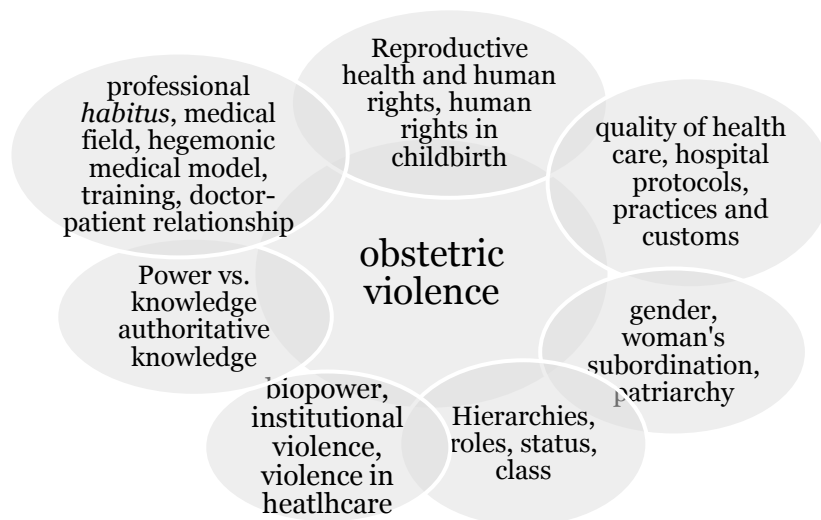 Reproductive
health and human
rights, human
rights in
childbirth
quality of health
care, hospital
protocols,
practices and
customs
gender,
woman's
subordination,
patriarchy
Hierarchies,
roles, status,
class
biopower,
institutional
violence,
violence in
heatlhcare
Power vs.
knowledge
authoritative
knowledge
professional
habitus, medical
field, hegemonic
medical model,
training, doctor-
patient relationship
obstetric
violence